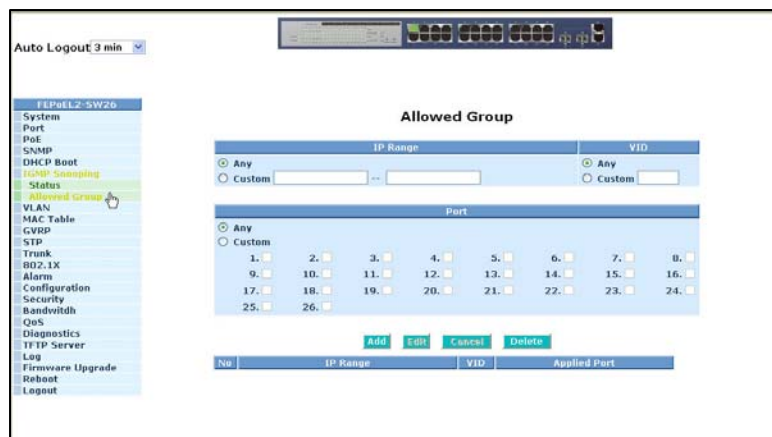 Auto Logout 3 min
FEPoEL2-SW26
System
Port
PoE
SNMP
DHCP Boot
IGMP Snooping
Status
Allowed Group
VLAN
MAC Table
GVRP
STP
Trunk
802.1X
Alarm
Configuration
Security
Bandwitdh
QoS
Diagnostics
TFTP Server
Log
Firmware Upgrade
Reboot
Logout
Allowed Group
IP Range VID
Any Any
Custom -- Custom
Port
Any
Custom
1. 2. 3. 4. 5. 6. 7. 8.
9. 10. 11. 12. 13. 14. 15. 16.
17. 18. 19. 20. 21. 22. 23. 24.
25. 26.
Add Edit Cancel Delete
No IP Range VID Applied Port